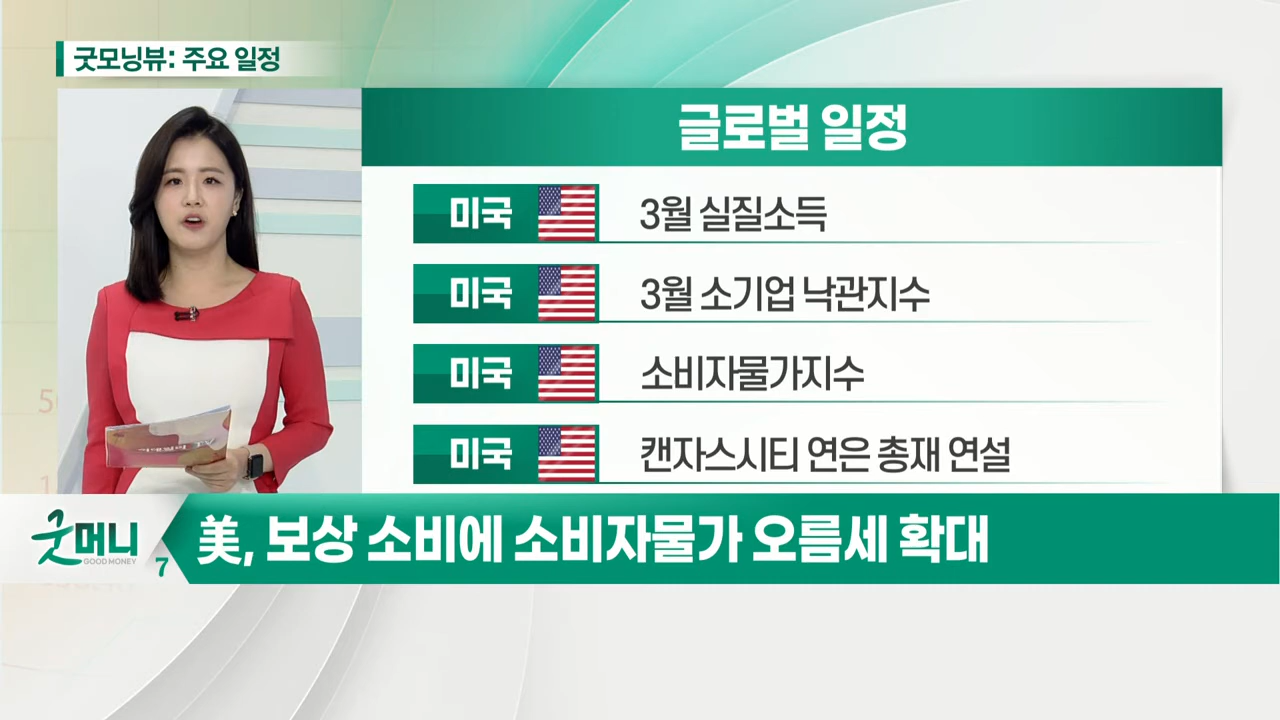 굿모닝뷰: 주요 일정
글로벌 일정
미국 3월 실질소득
미국 3월 소기업 낙관지수
미국 소비자물가지수
미국 캔자스시티 연은 총재 연설
굿머니
GOOD MONEY
7
美, 보상 소비에 소비자물가 오름세 확대